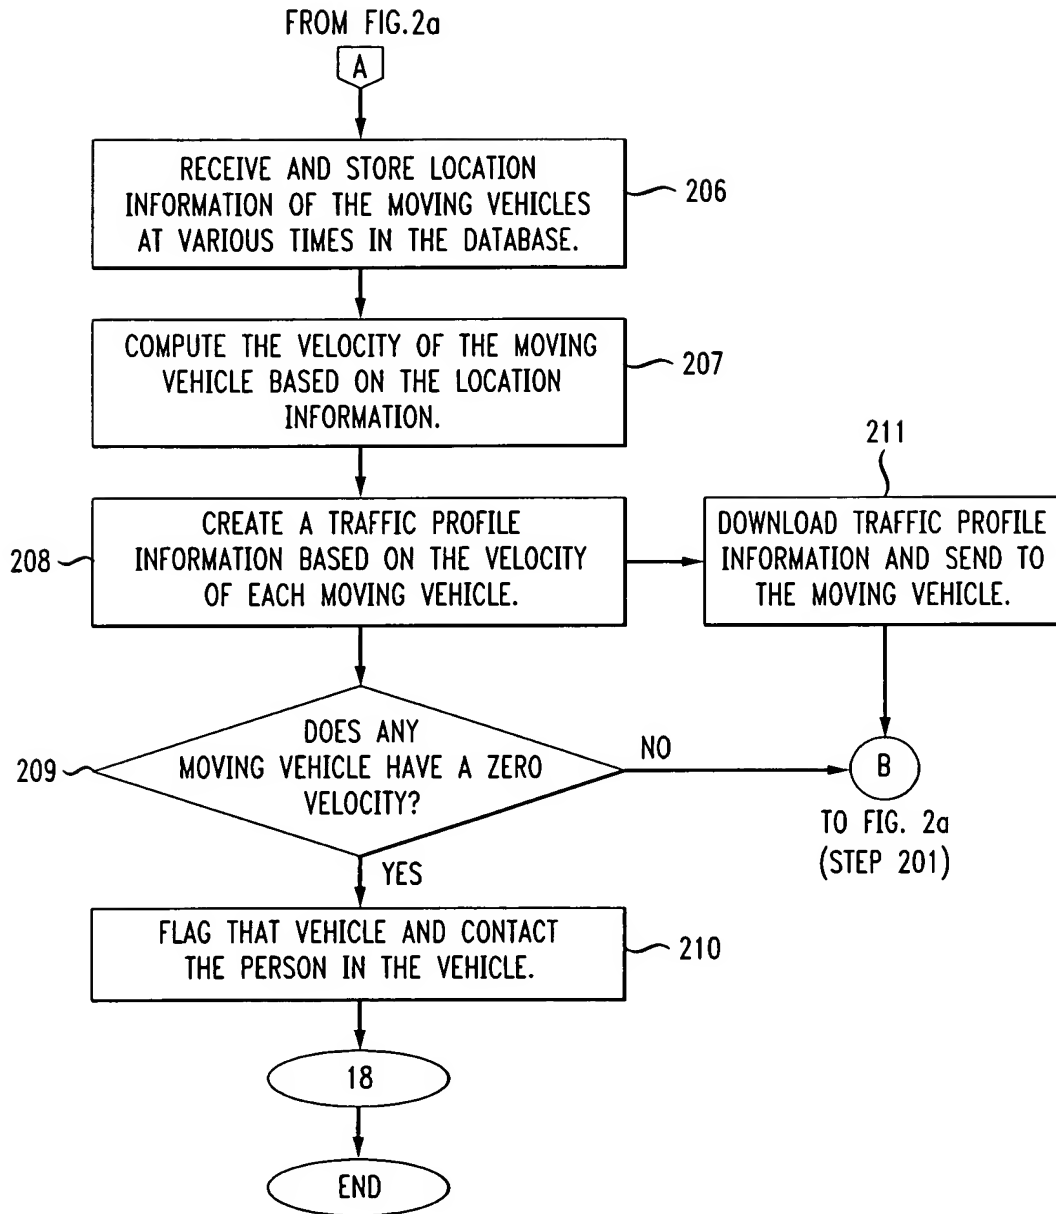 FROM FIG.2a
A
RECEIVE AND STORE LOCATION
INFORMATION OF THE MOVING VEHICLES
AT VARIOUS TIMES IN THE DATABASE.
206
COMPUTE THE VELOCITY OF THE MOVING
VEHICLE BASED ON THE LOCATION
INFORMATION.
207
208
CREATE A TRAFFIC PROFILE
INFORMATION BASED ON THE VELOCITY
OF EACH MOVING VEHICLE.
211
DOWNLOAD TRAFFIC PROFILE
INFORMATION AND SEND TO
THE MOVING VEHICLE.
209
DOES ANY
MOVING VEHICLE HAVE A ZERO
VELOCITY?
NO
B
TO FIG. 2a
(STEP 201)
YES
FLAG THAT VEHICLE AND CONTACT
THE PERSON IN THE VEHICLE.
210
18
END